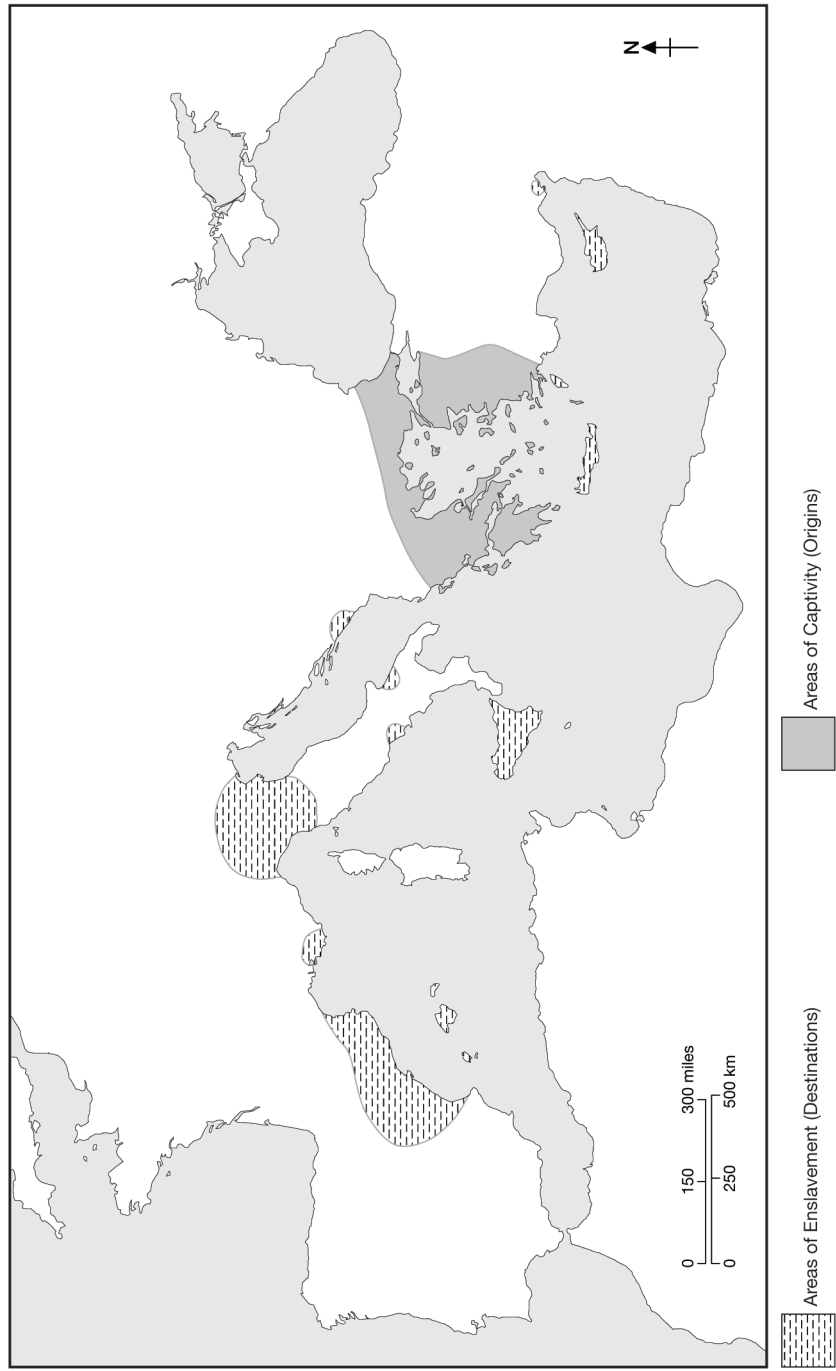 N
0 150 300 miles
0 250 500 km
Areas of Enslavement (Destinations)
Areas of Captivity (Origins)